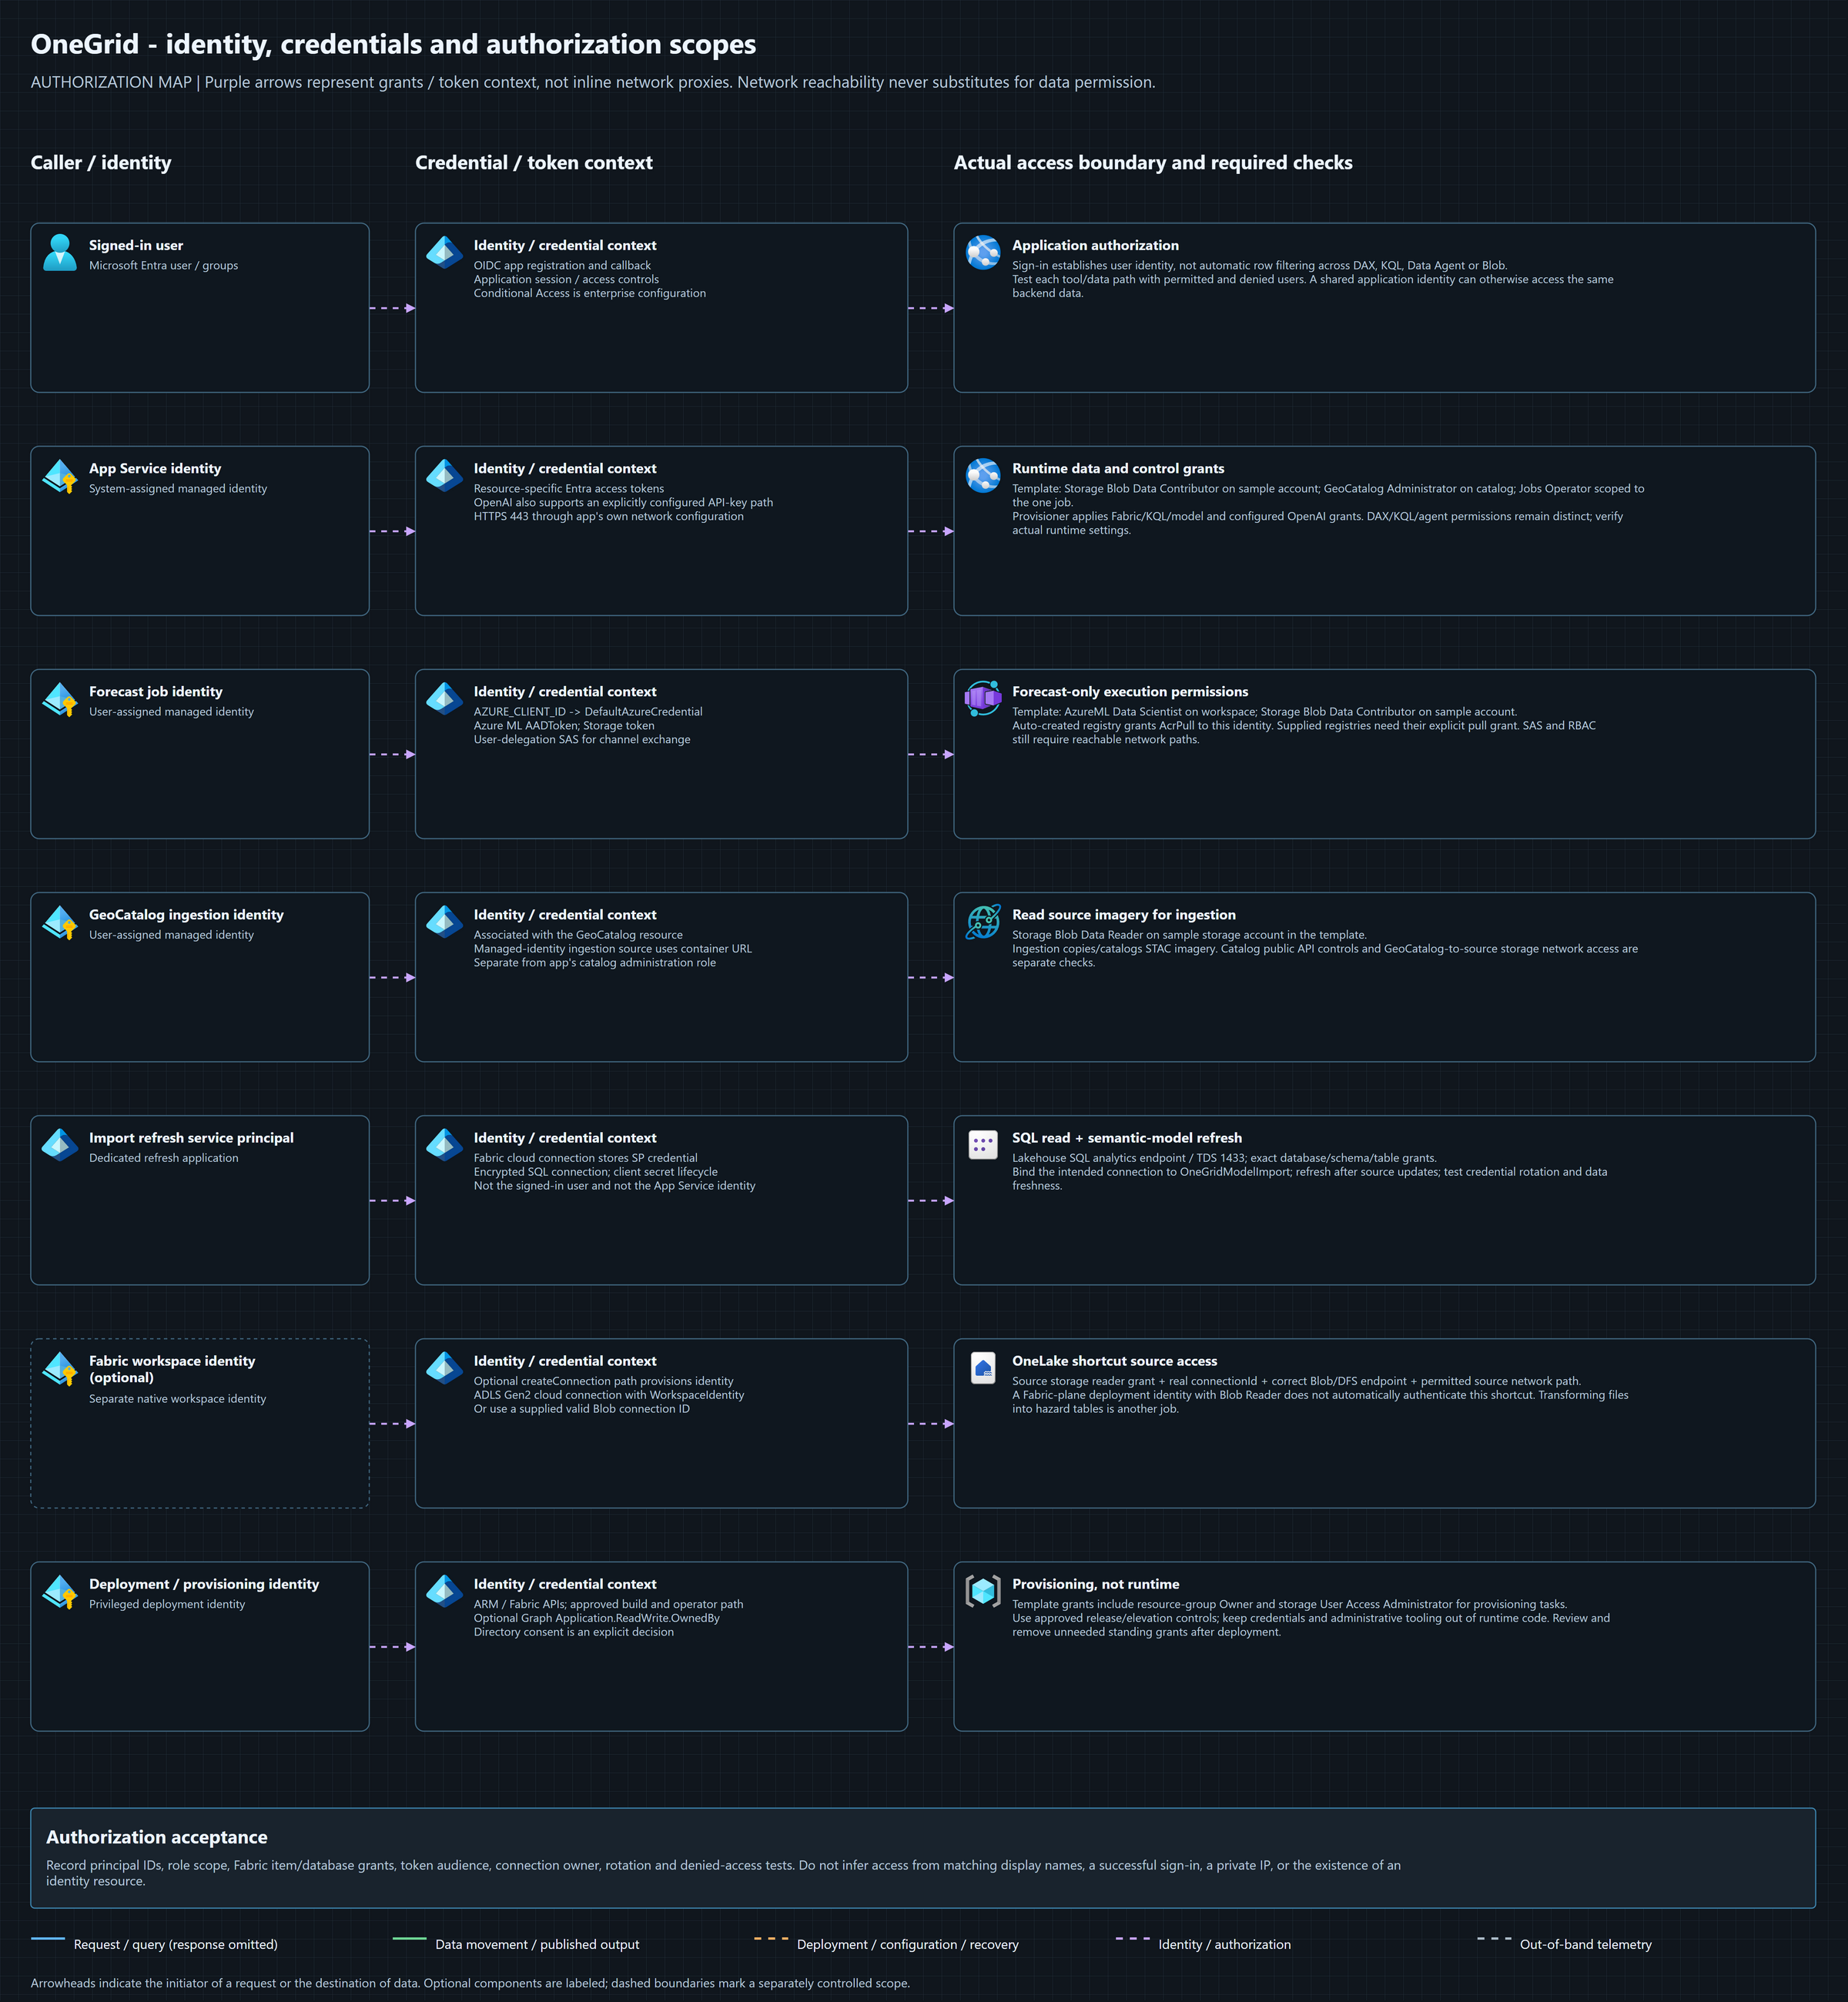 OneGrid - identity, credentials and authorization scopes
AUTHORIZATION MAP | Purple arrows represent grants / token context, not inline network proxies. Network reachability never substitutes for data permission.
Caller / identity
Credential / token context
Actual access boundary and required checks
Signed-in user
Microsoft Entra user / groups
Identity / credential context
OIDC app registration and callback
Application session / access controls
Conditional Access is enterprise configuration
Application authorization
Sign-in establishes user identity, not automatic row filtering across DAX, KQL, Data Agent or Blob.
Test each tool/data path with permitted and denied users. A shared application identity can otherwise access the same
backend data.
App Service identity
System-assigned managed identity
Identity / credential context
Resource-specific Entra access tokens
OpenAI also supports an explicitly configured API-key path
HTTPS 443 through app's own network configuration
Runtime data and control grants
Template: Storage Blob Data Contributor on sample account; GeoCatalog Administrator on catalog; Jobs Operator scoped to
the one job.
Provisioner applies Fabric/KQL/model and configured OpenAI grants. DAX/KQL/agent permissions remain distinct; verify
actual runtime settings.
Forecast job identity
User-assigned managed identity
Identity / credential context
AZURE_CLIENT_ID -> DefaultAzureCredential
Azure ML AADToken; Storage token
User-delegation SAS for channel exchange
Forecast-only execution permissions
Template: AzureML Data Scientist on workspace; Storage Blob Data Contributor on sample account.
Auto-created registry grants AcrPull to this identity. Supplied registries need their explicit pull grant. SAS and RBAC
still require reachable network paths.
GeoCatalog ingestion identity
User-assigned managed identity
Identity / credential context
Associated with the GeoCatalog resource
Managed-identity ingestion source uses container URL
Separate from app's catalog administration role
Read source imagery for ingestion
Storage Blob Data Reader on sample storage account in the template.
Ingestion copies/catalogs STAC imagery. Catalog public API controls and GeoCatalog-to-source storage network access are
separate checks.
Import refresh service principal
Dedicated refresh application
Identity / credential context
Fabric cloud connection stores SP credential
Encrypted SQL connection; client secret lifecycle
Not the signed-in user and not the App Service identity
SQL read + semantic-model refresh
Lakehouse SQL analytics endpoint / TDS 1433; exact database/schema/table grants.
Bind the intended connection to OneGridModelImport; refresh after source updates; test credential rotation and data
freshness.
Fabric workspace identity
(optional)
Separate native workspace identity
Identity / credential context
Optional createConnection path provisions identity
ADLS Gen2 cloud connection with WorkspaceIdentity
Or use a supplied valid Blob connection ID
OneLake shortcut source access
Source storage reader grant + real connectionId + correct Blob/DFS endpoint + permitted source network path.
A Fabric-plane deployment identity with Blob Reader does not automatically authenticate this shortcut. Transforming files
into hazard tables is another job.
Deployment / provisioning identity
Privileged deployment identity
Identity / credential context
ARM / Fabric APIs; approved build and operator path
Optional Graph Application.ReadWrite.OwnedBy
Directory consent is an explicit decision
Provisioning, not runtime
Template grants include resource-group Owner and storage User Access Administrator for provisioning tasks.
Use approved release/elevation controls; keep credentials and administrative tooling out of runtime code. Review and
remove unneeded standing grants after deployment.
Authorization acceptance
Record principal IDs, role scope, Fabric item/database grants, token audience, connection owner, rotation and denied-access tests. Do not infer access from matching display names, a successful sign-in, a private IP, or the existence of an
identity resource.
Request / query (response omitted)
Data movement / published output
Deployment / configuration / recovery
Identity / authorization
Out-of-band telemetry
Arrowheads indicate the initiator of a request or the destination of data. Optional components are labeled; dashed boundaries mark a separately controlled scope.